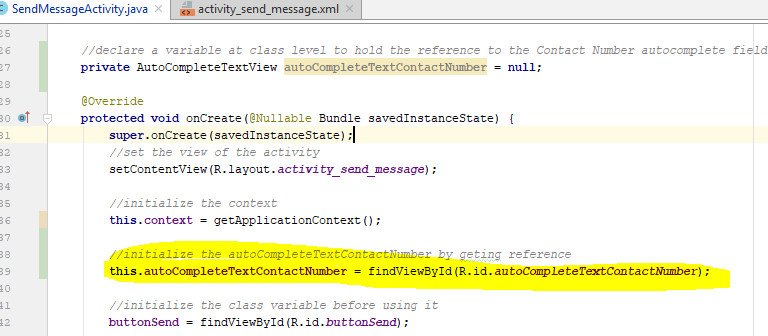 SendMessageActivity.java × activity_send_message.xml ×
25
26 //declare a variable at class level to hold the reference to the Contact Number autocomplete field
27 private AutoCompleteTextView autoCompleteTextContactNumber = null;
28
29 @Override
30 protected void onCreate(@Nullable Bundle savedInstanceState) {
31 super.onCreate(savedInstanceState);
32 //set the view of the activity
33 setContentView(R.layout.activity_send_message);
34
35 //initialize the context
36 this.context = getApplicationContext();
37
38 //initialize the autoCompleteTextContactNumber by geting reference
39 this.autoCompleteTextContactNumber = findViewById(R.id.autoCompleteTextContactNumber);
40
41 //initialize the class variable before using it
42 buttonSend = findViewById(R.id.buttonSend);